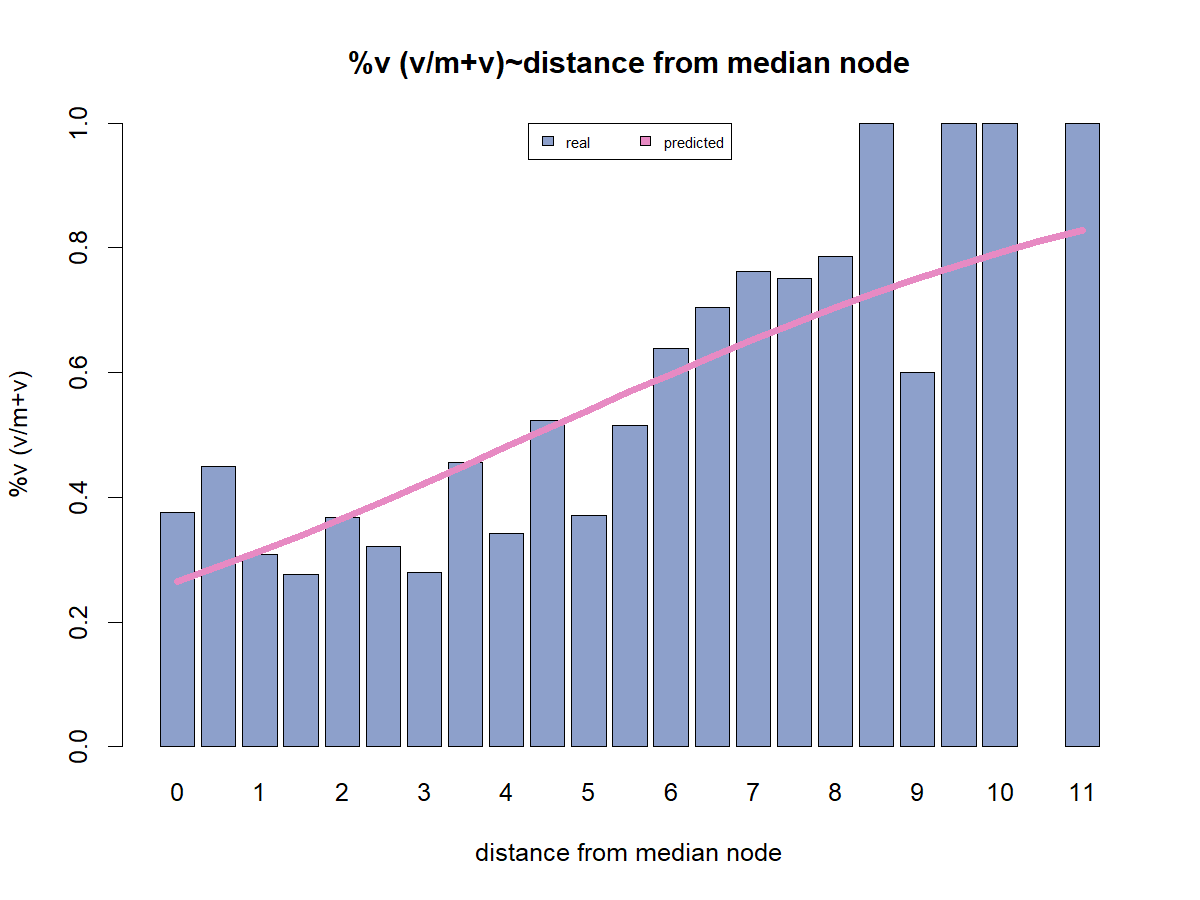 %v (v/m+v)~distance from median node
real
predicted
%v (v/m+v)
1.0
0.8
0.6
0.4
0.2
0.0
0 1 2 3 4 5 6 7 8 9 10 11
distance from median node